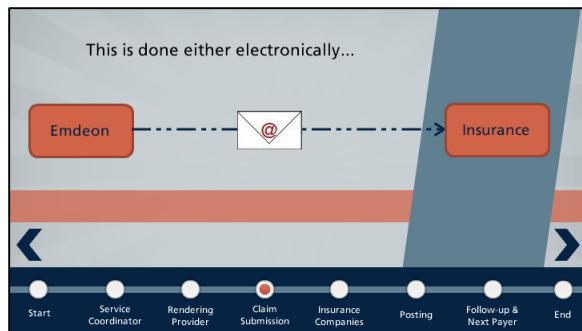 This is done either electronically...
Emdeon
@
Insurance
Start
Service
Coordinator
Rendering
Provider
Claim
Submission
Insurance
Companies
Posting
Follow-up &
Next Payer
End